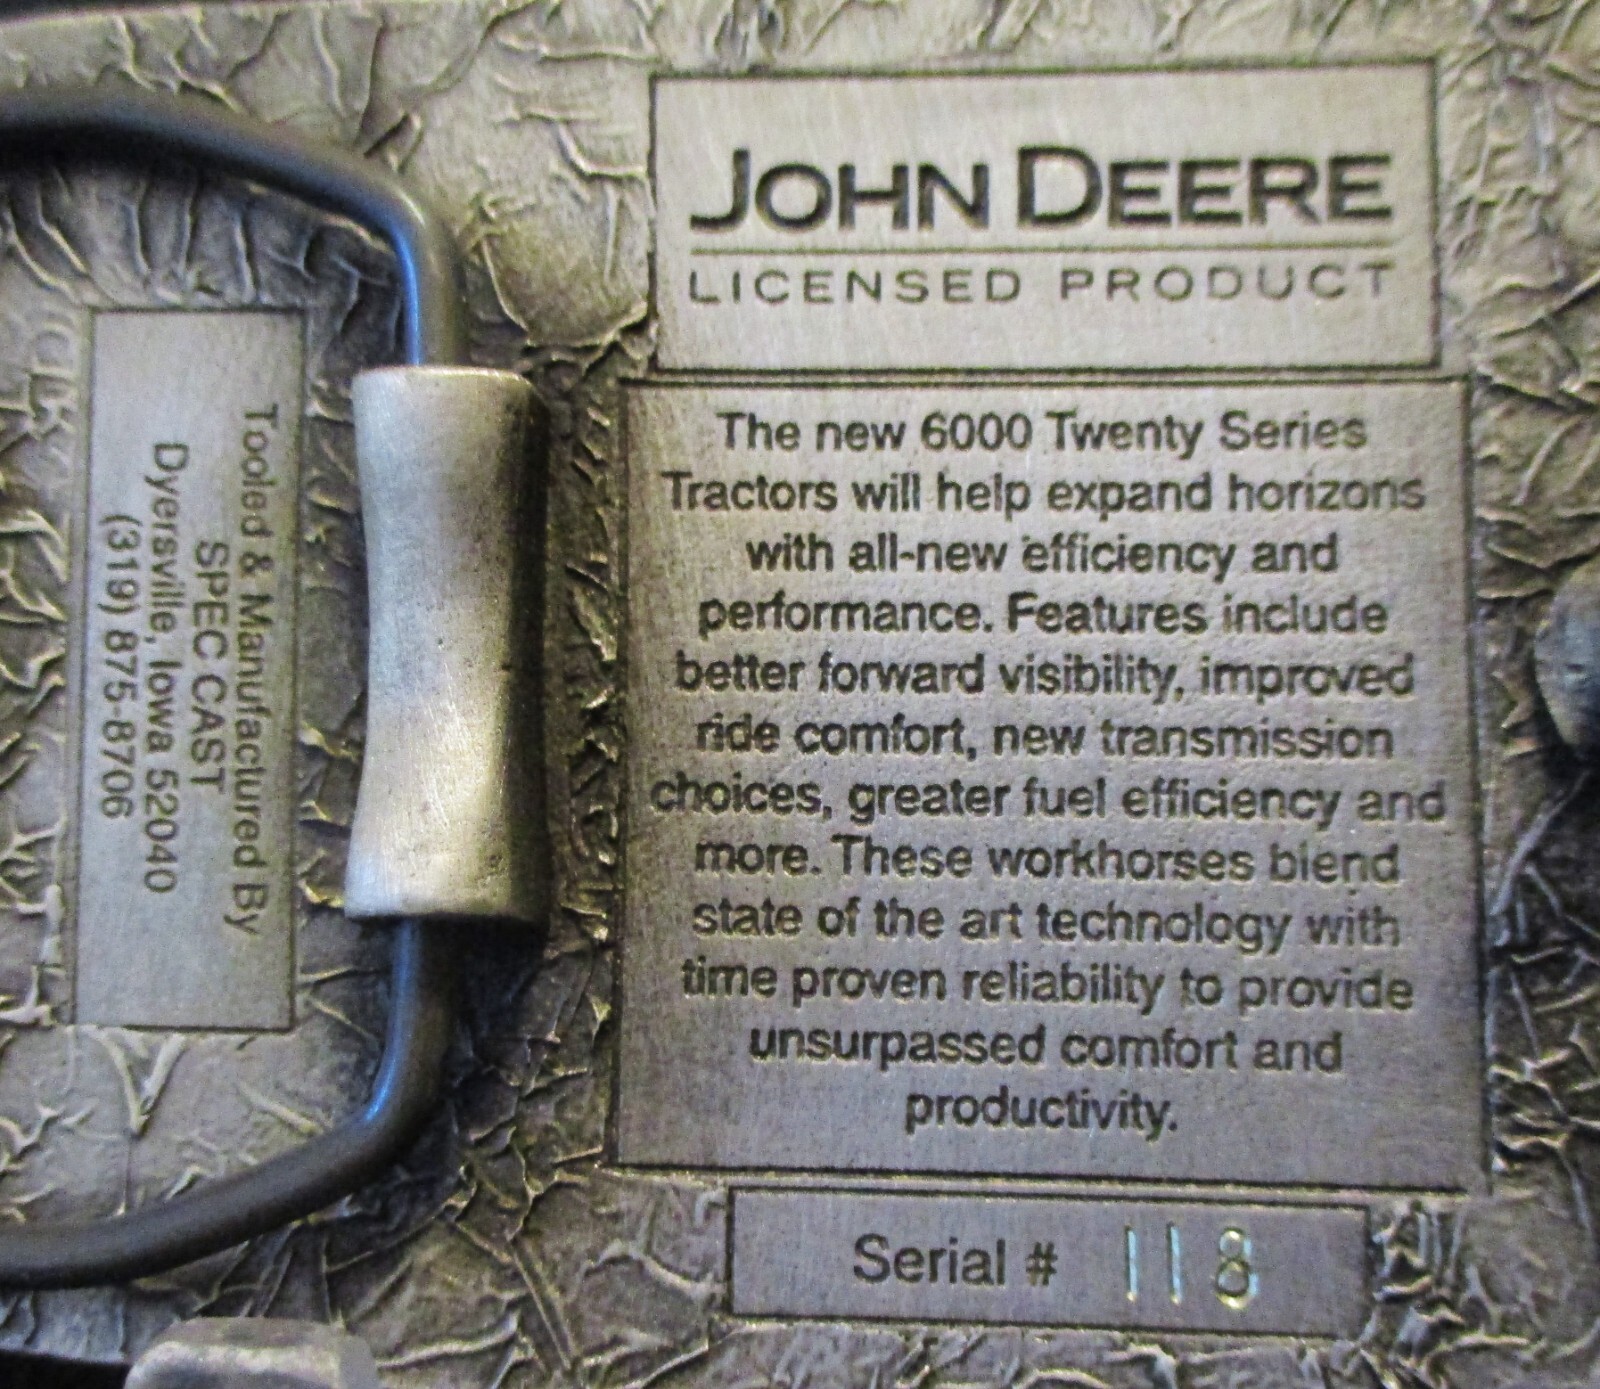 JOHN DEERE
LICENSED PRODUCT
The new 6000 Twenty Series
Tractors will help expand horizons
with all-new efficiency and
performance. Features include
better forward visibility, improved
ride comfort, new transmission
choices, greater fuel efficiency and
more. These workhorses blend
state of the art technology with
time proven reliability to provide
unsurpassed comfort and
productivity.
Serial # 118
Tooled & Manufactured By
SPEC CAST
Dyersville, Iowa 52040
(319) 875-8706